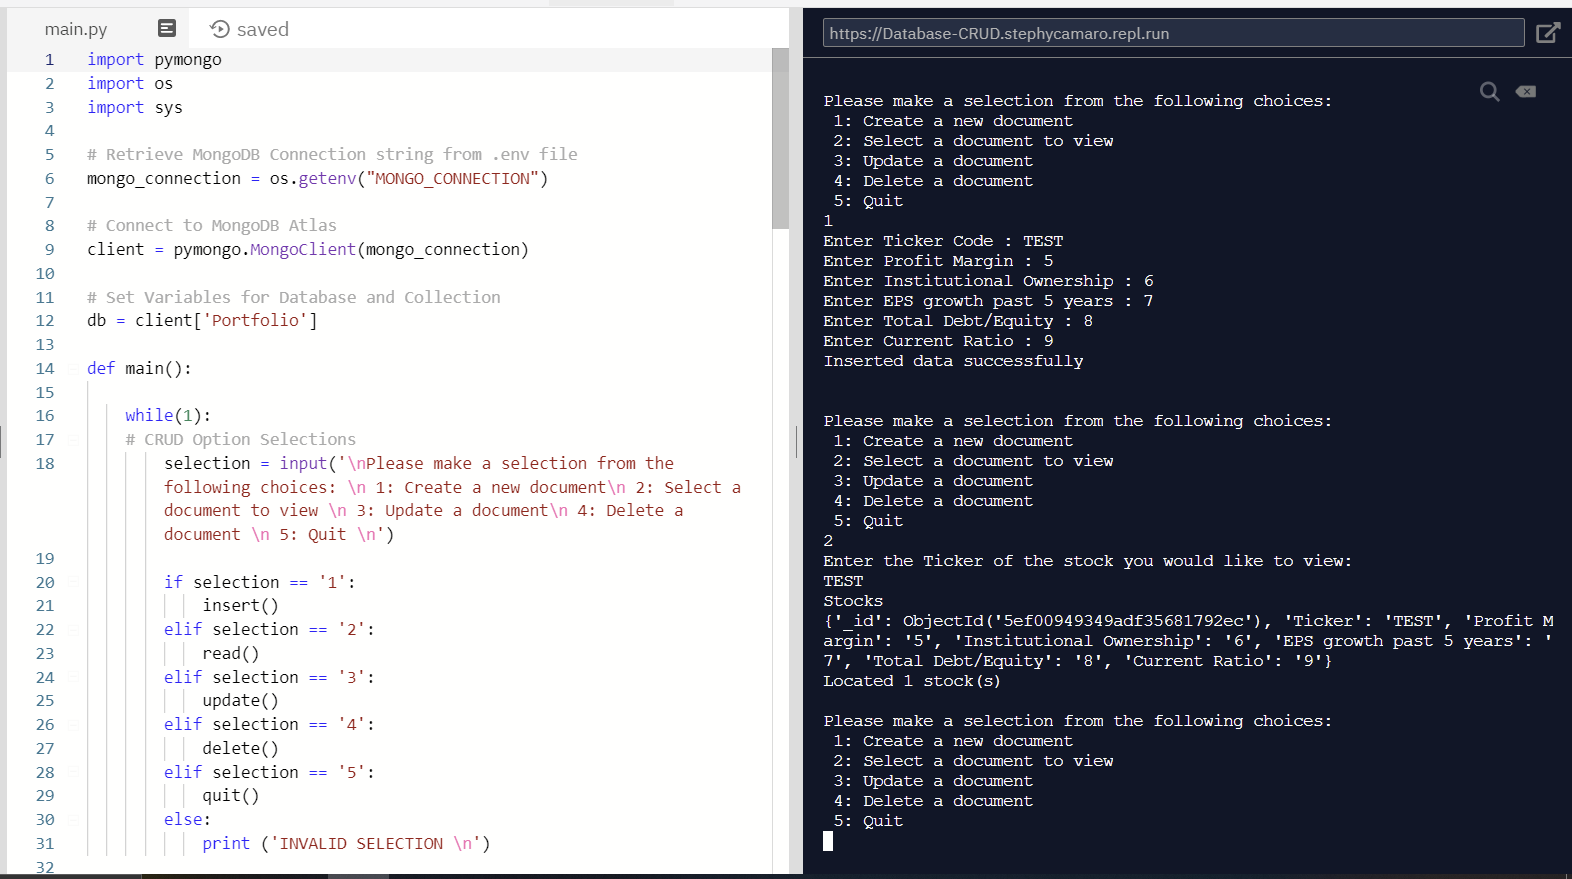 main.py
saved
1 import pymongo
2 import os
3 import sys
4
5 # Retrieve MongoDB Connection string from .env file
6 mongo_connection = os.getenv("MONGO_CONNECTION")
7
8 # Connect to MongoDB Atlas
9 client = pymongo.MongoClient(mongo_connection)
10
11 # Set Variables for Database and Collection
12 db = client['Portfolio']
13
14 def main():
15
16 while(1):
17 # CRUD Option Selections
18 selection = input('\nPlease make a selection from the
following choices: \n 1: Create a new document\n 2: Select a
document to view \n 3: Update a document\n 4: Delete a
document \n 5: Quit \n')
19
20 if selection == '1':
21 insert()
22 elif selection == '2':
23 read()
24 elif selection == '3':
25 update()
26 elif selection == '4':
27 delete()
28 elif selection == '5':
29 quit()
30 else:
31 print ('INVALID SELECTION \n')
32
https://Database-CRUD.stephycamaro.repl.run
Please make a selection from the following choices:
1: Create a new document
2: Select a document to view
3: Update a document
4: Delete a document
5: Quit
1
Enter Ticker Code : TEST
Enter Profit Margin : 5
Enter Institutional Ownership : 6
Enter EPS growth past 5 years : 7
Enter Total Debt/Equity : 8
Enter Current Ratio : 9
Inserted data successfully
Please make a selection from the following choices:
1: Create a new document
2: Select a document to view
3: Update a document
4: Delete a document
5: Quit
2
Enter the Ticker of the stock you would like to view:
TEST
Stocks
{'_id': ObjectId('5ef00949349adf35681792ec'), 'Ticker': 'TEST', 'Profit M
argin': '5', 'Institutional Ownership': '6', 'EPS growth past 5 years': '
7', 'Total Debt/Equity': '8', 'Current Ratio': '9'}
Located 1 stock(s)
Please make a selection from the following choices:
1: Create a new document
2: Select a document to view
3: Update a document
4: Delete a document
5: Quit